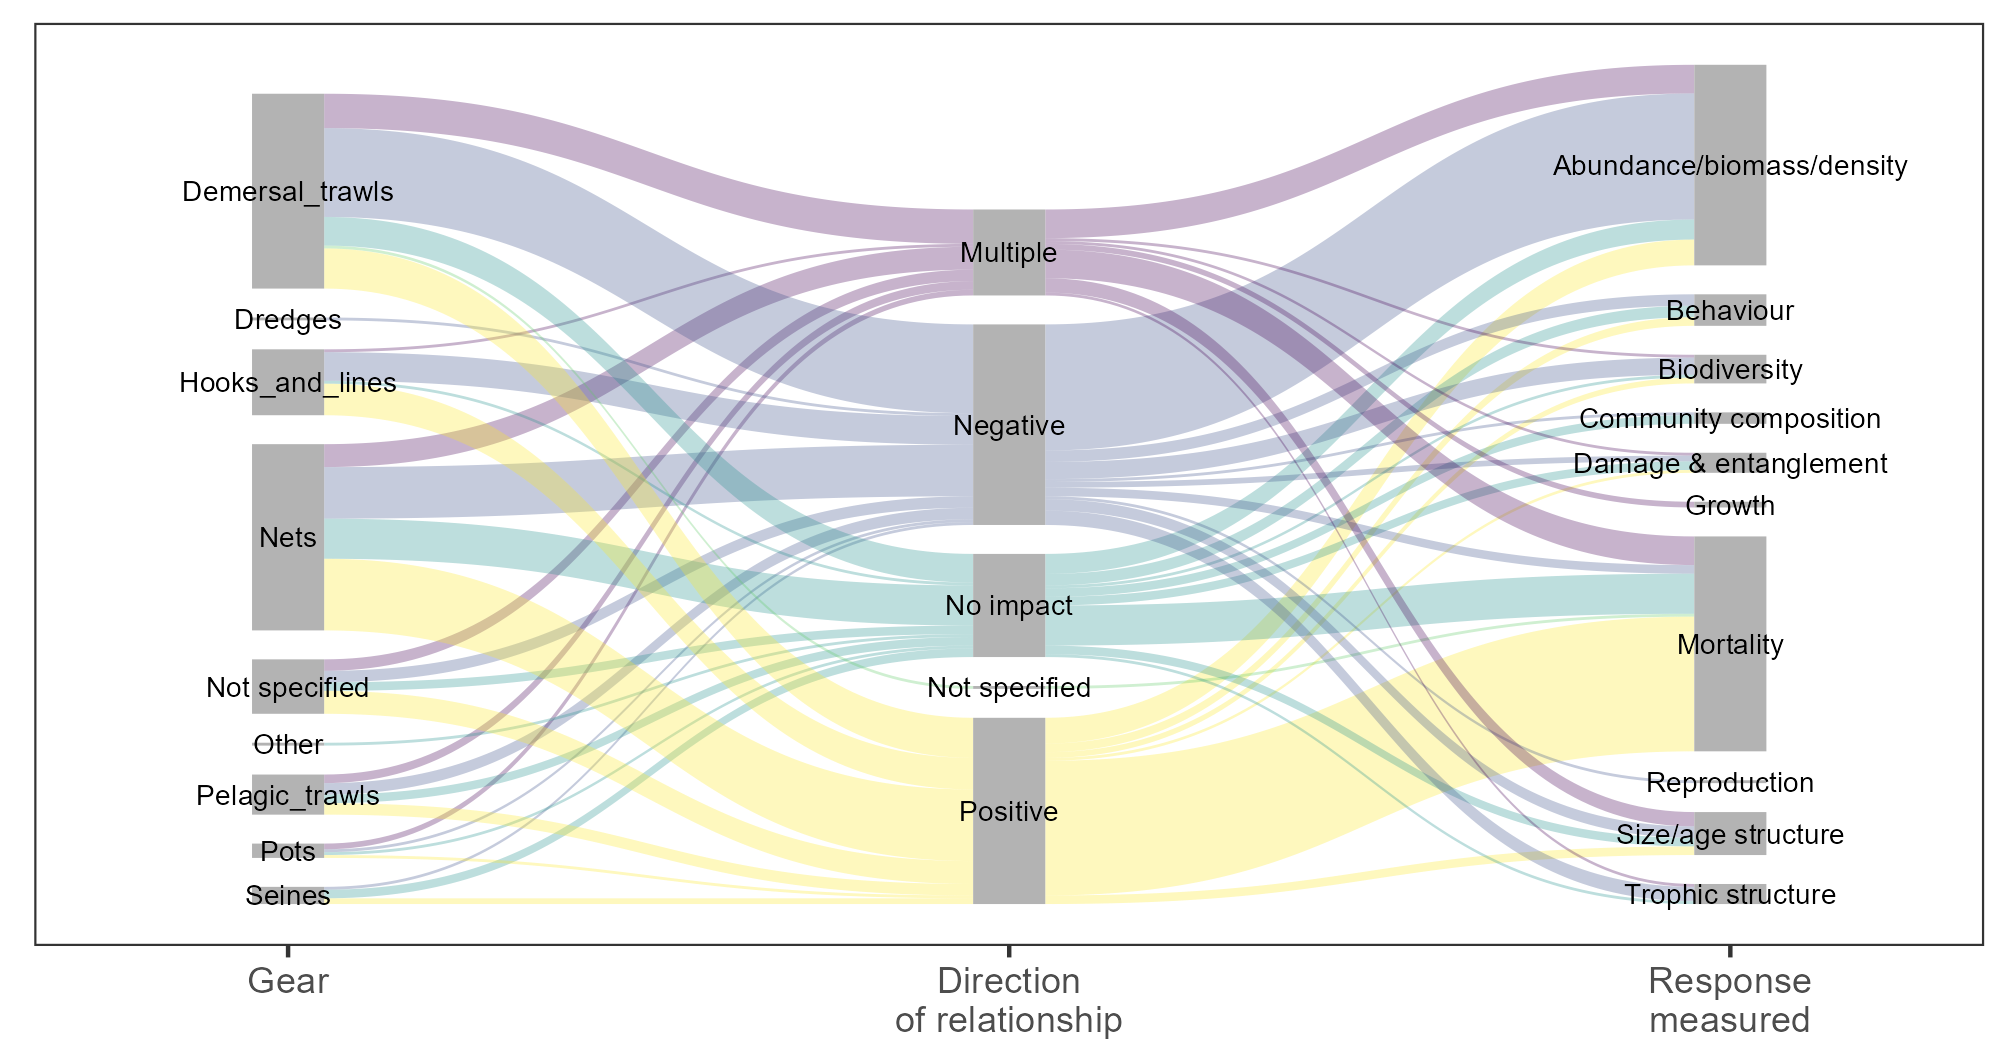 Demersal_trawls
Dredges
Hooks_and_lines
Nets
Not specified
Other
Pelagic_trawls
Pots
Seines
Multiple
Negative
No impact
Not specified
Positive
Abundance/biomass/density
Behaviour
Biodiversity
Community composition
Damage & entanglement
Growth
Mortality
Reproduction
Size/age structure
Trophic structure
Gear
Direction
of relationship
Response
measured